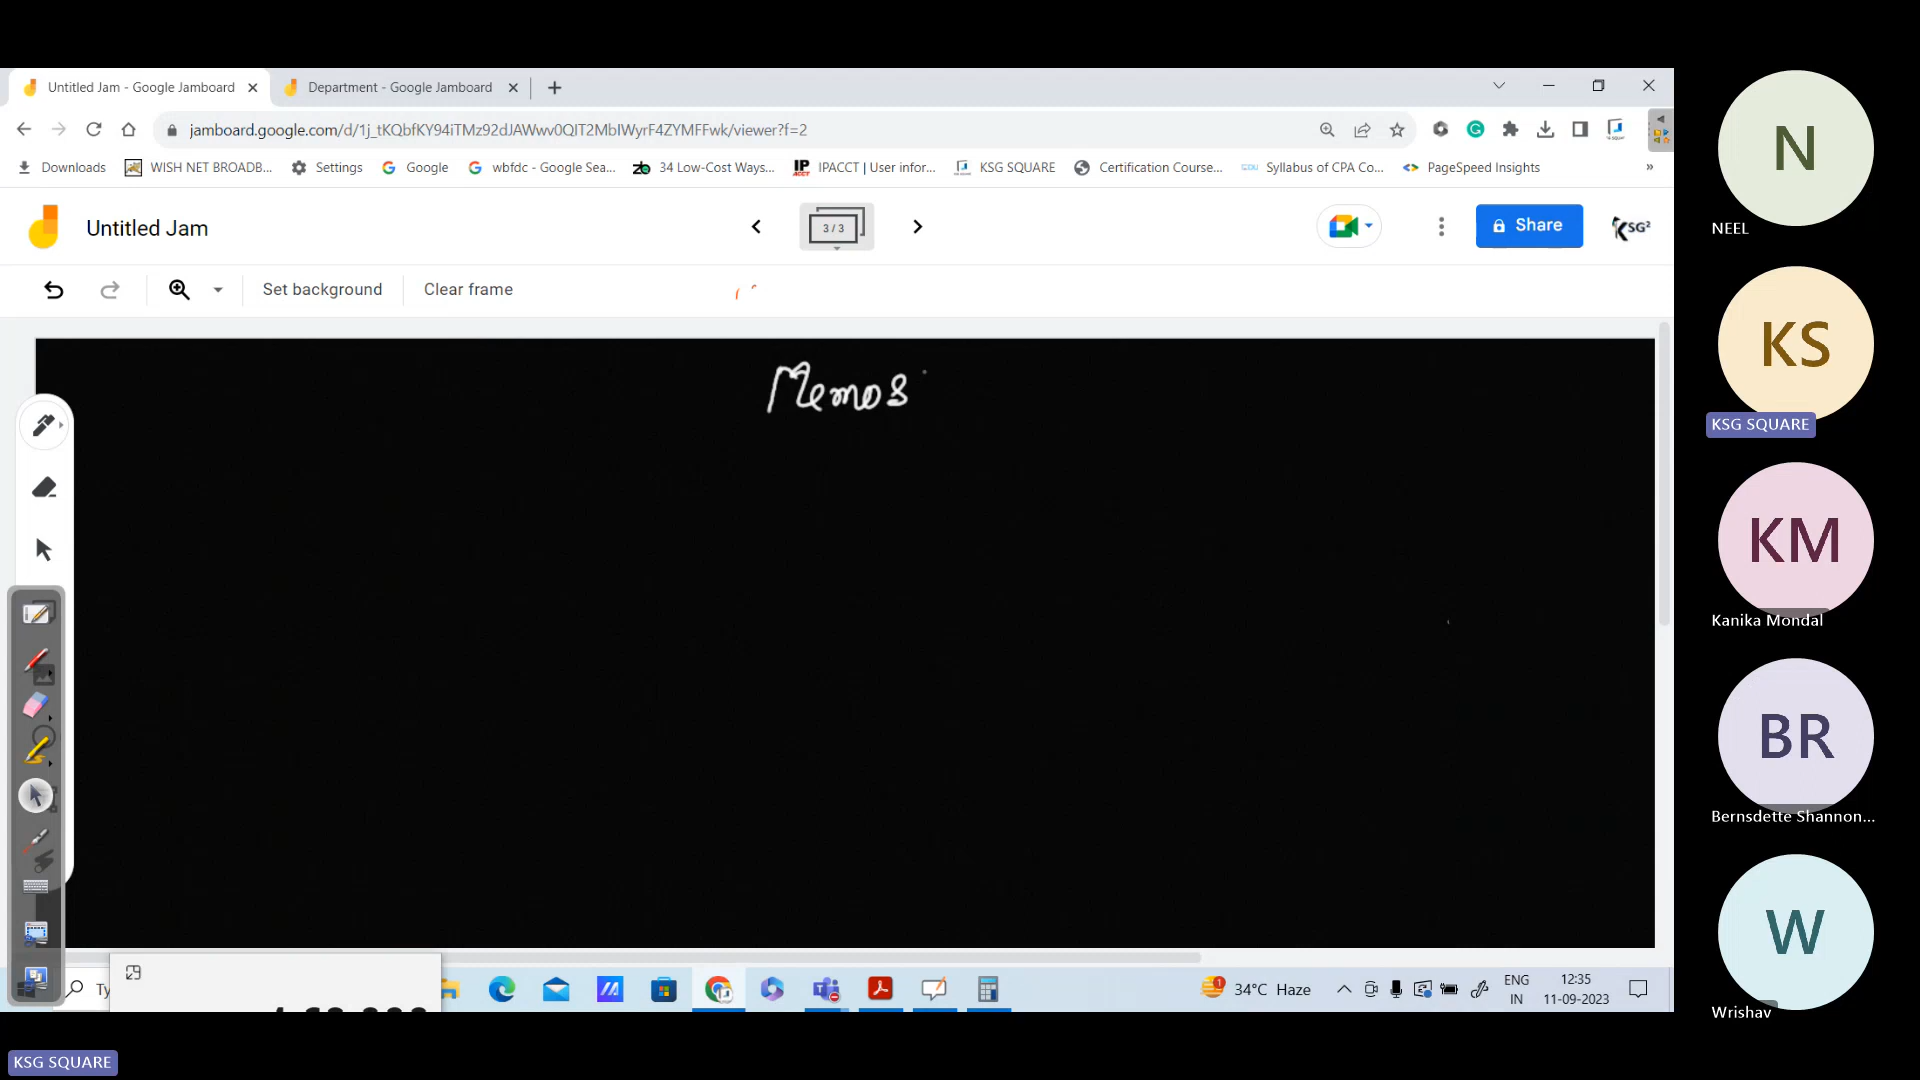 Untitled Jam - Google Jamboard
Department - Google Jamboard
jamboard.google.com/d/1j_tKQbfKY94iTMz92dJAWwv0QIT2MbIWyrF4ZYMFFwk/viewer?f=2
Downloads WISH NET BROADB... Settings Google wbfdc - Google Sea... 34 Low-Cost Ways... IPACCT | User infor... KSG SQUARE Certification Course... Syllabus of CPA Co... PageSpeed Insights »
Untitled Jam
3 / 3
Share
KSG²
Set background Clear frame
Memos
N
NEEL
KS
KSG SQUARE
KM
Kanika Mondal
BR
Bernsdette Shannon...
W
Wrishav
Ty
34°C Haze
ENG
IN
12:35
11-09-2023
KSG SQUARE